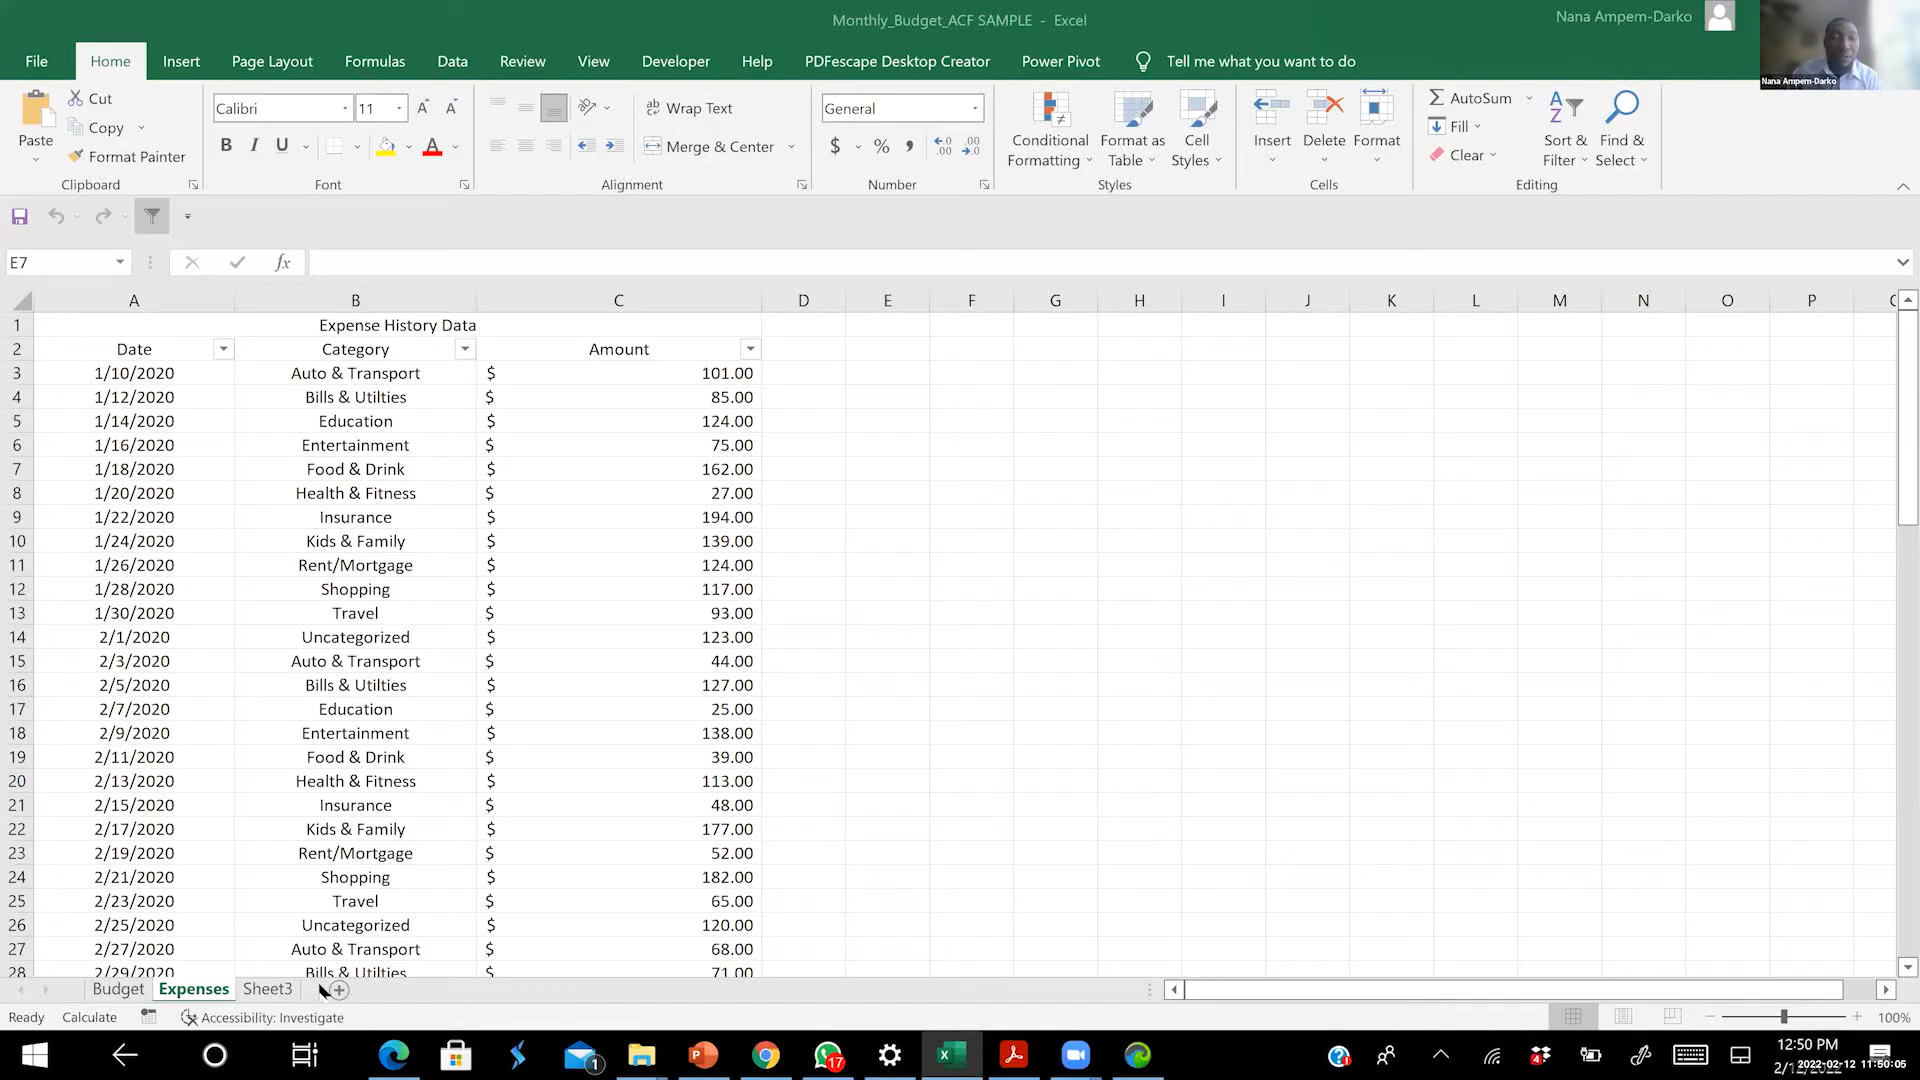 Monthly_Budget_ACF SAMPLE - Excel
Nana Ampem-Darko
Nana Ampem-Darko
File Home Insert Page Layout Formulas Data Review View Developer Help PDFescape Desktop Creator Power Pivot Tell me what you want to do
Paste
Cut
Copy
Format Painter
Clipboard
Calibri 11
B I U A
Font
Wrap Text
Merge & Center
Alignment
General
$ % ,
Number
Conditional Formatting
Format as Table
Cell Styles
Styles
Insert Delete Format
Cells
AutoSum
Fill
Clear
Sort & Filter
Find & Select
Editing
E7 fx
A B C D E F G H I J K L M N O P
1 Expense History Data
2 Date Category Amount
3 1/10/2020 Auto & Transport $ 101.00
4 1/12/2020 Bills & Utilties $ 85.00
5 1/14/2020 Education $ 124.00
6 1/16/2020 Entertainment $ 75.00
7 1/18/2020 Food & Drink $ 162.00
8 1/20/2020 Health & Fitness $ 27.00
9 1/22/2020 Insurance $ 194.00
10 1/24/2020 Kids & Family $ 139.00
11 1/26/2020 Rent/Mortgage $ 124.00
12 1/28/2020 Shopping $ 117.00
13 1/30/2020 Travel $ 93.00
14 2/1/2020 Uncategorized $ 123.00
15 2/3/2020 Auto & Transport $ 44.00
16 2/5/2020 Bills & Utilties $ 127.00
17 2/7/2020 Education $ 25.00
18 2/9/2020 Entertainment $ 138.00
19 2/11/2020 Food & Drink $ 39.00
20 2/13/2020 Health & Fitness $ 113.00
21 2/15/2020 Insurance $ 48.00
22 2/17/2020 Kids & Family $ 177.00
23 2/19/2020 Rent/Mortgage $ 52.00
24 2/21/2020 Shopping $ 182.00
25 2/23/2020 Travel $ 65.00
26 2/25/2020 Uncategorized $ 120.00
27 2/27/2020 Auto & Transport $ 68.00
28 2/29/2020 Bills & Utilties $ 71.00
Budget Expenses Sheet3
Ready Calculate Accessibility: Investigate 100%
1 17 4
12:50 PM
2022-02-12 11:50:05